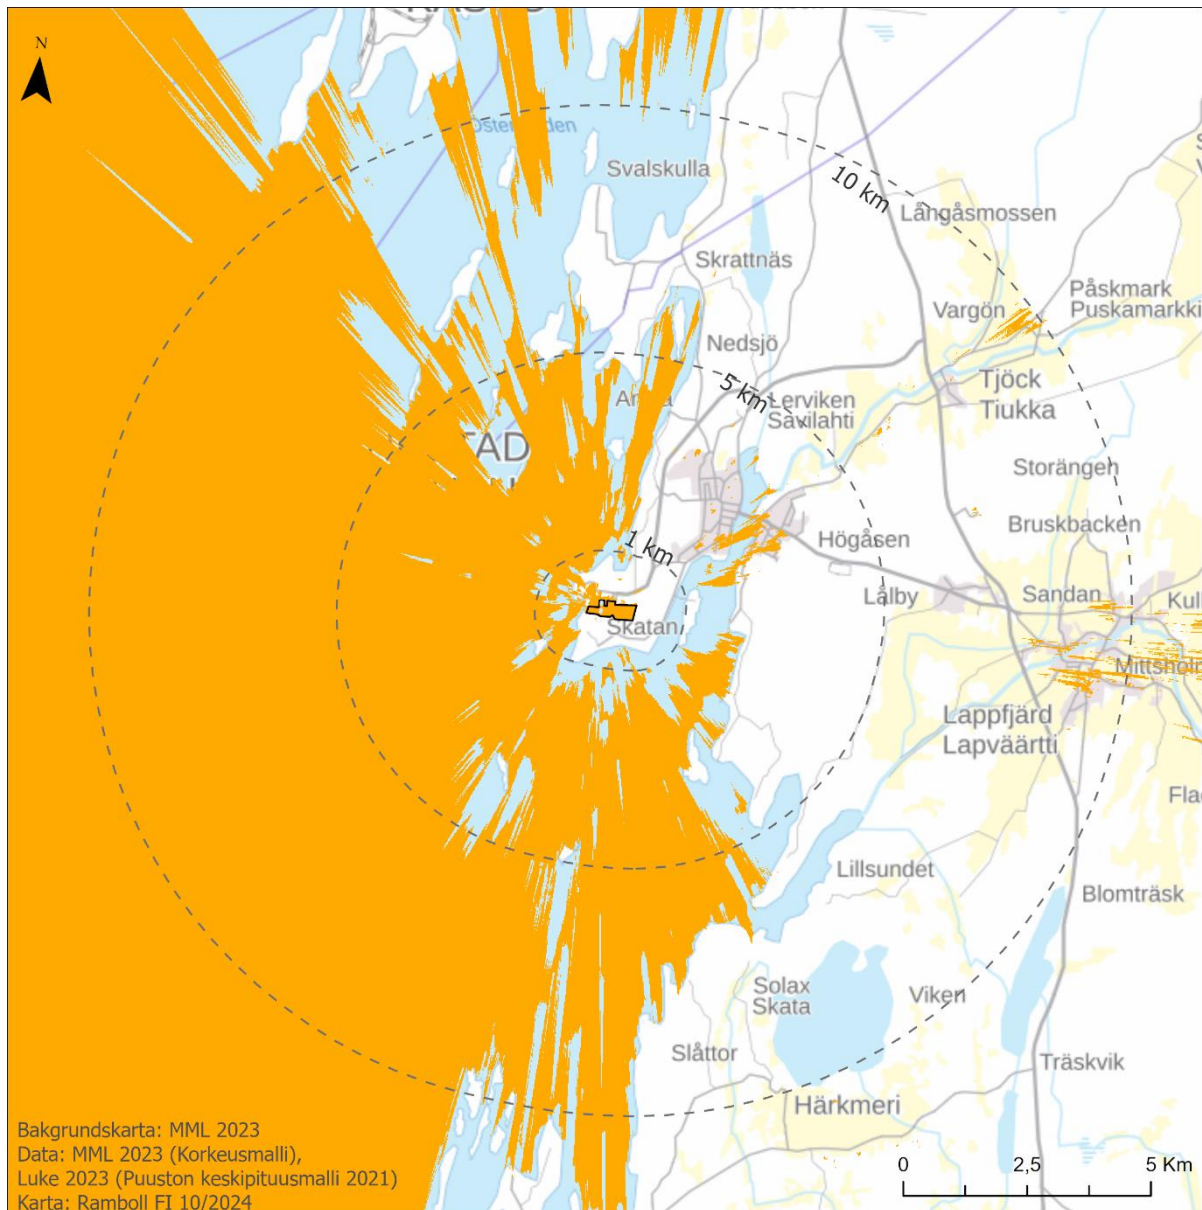 N
Svalskulla
10 km
Långåsmossen
Skrattnäs
Påskmark
Puskamarkki
Vargön
Nedsjö
5 km
Lerviken
Savilahti
Tjöck
Tiukka
Storängen
Bruskbacken
Högåsen
1 km
Lålby
Sandan
Skatan
Lappfjärd
Lapväärtti
Lillsundet
Blomträsk
Solax
Skata
Viken
Slåttor
Träskvik
Härkmeri
Bakgrundskarta: MML 2023
Data: MML 2023 (Korkeusmalli),
Luke 2023 (Puuston keskipituusmalli 2021)
Karta: Ramboll FI 10/2024
0 2,5 5 Km